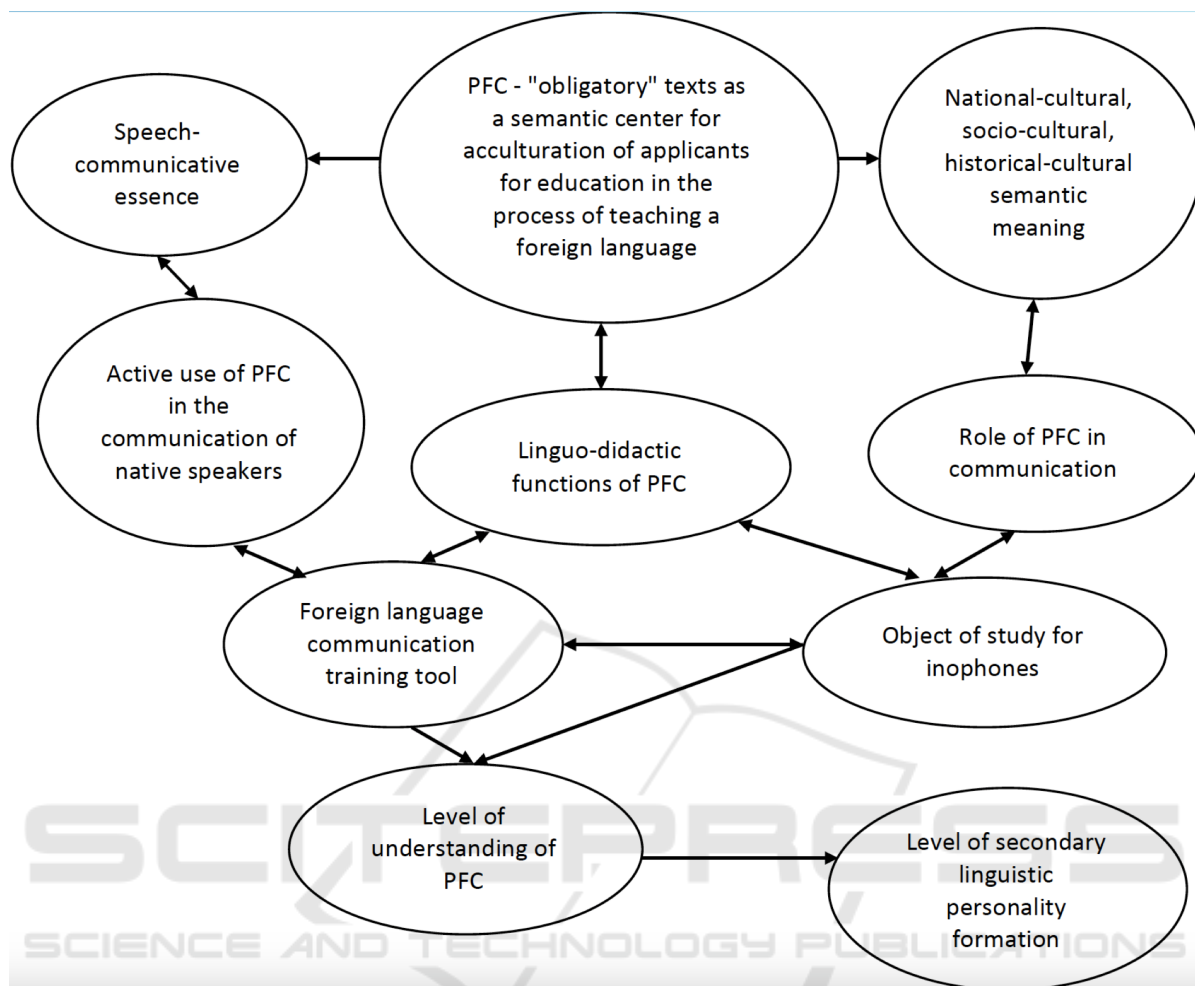 Speech-
communicative
essence
PFC - "obligatory" texts as
a semantic center for
acculturation of applicants
for education in the
process of teaching a
foreign language
National-cultural,
socio-cultural,
historical-cultural
semantic
meaning
Active use of PFC
in the
communication of
native speakers
Linguo-didactic
functions of PFC
Role of PFC in
communication
Foreign language
communication
training tool
Object of study for
inophones
Level of
understanding of
PFC
Level of secondary
linguistic
personality
formation
SCITEPRESS
SCIENCE AND TECHNOLOGY PUBLICATIONS